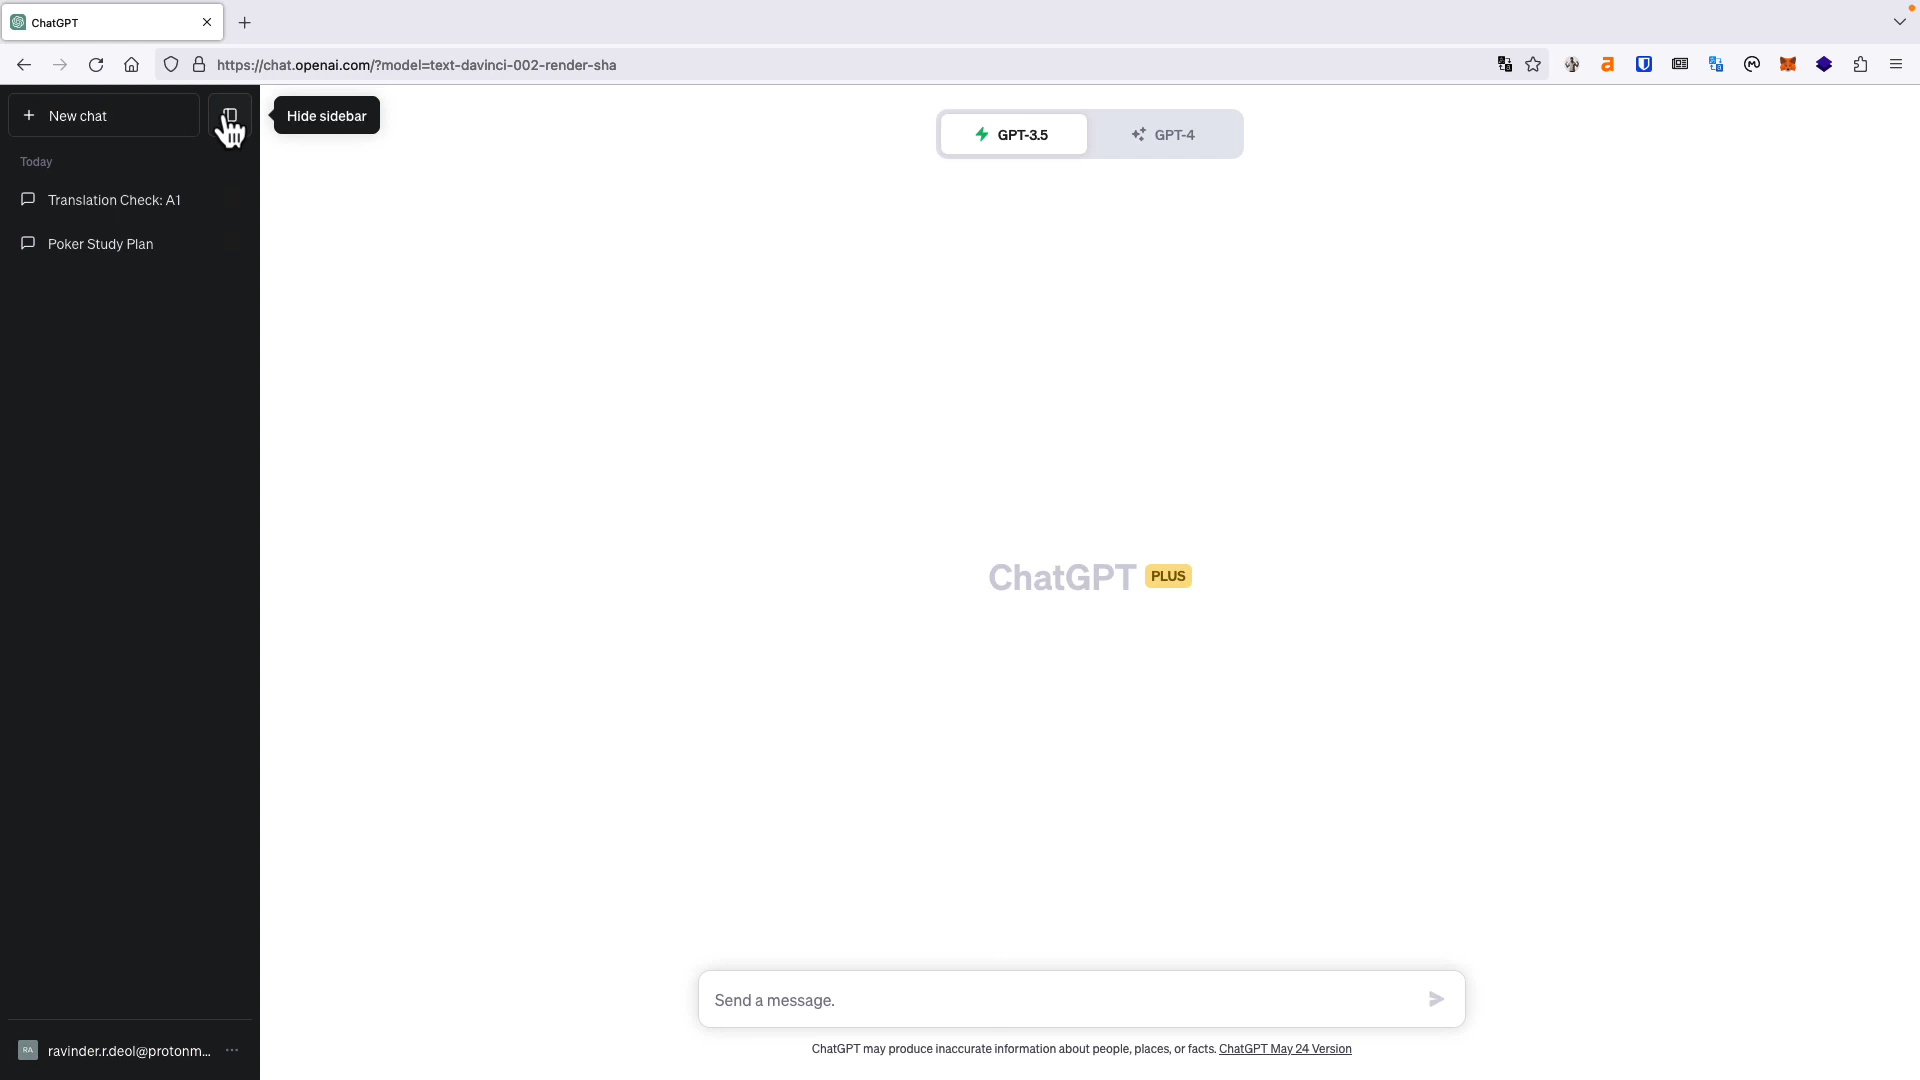 ChatGPT
https://chat.openai.com/?model=text-davinci-002-render-sha
New chat
Hide sidebar
GPT-3.5
GPT-4
Today
Translation Check: A1
Poker Study Plan
ChatGPT PLUS
Send a message.
RA
ravinder.r.deol@protonm...
ChatGPT may produce inaccurate information about people, places, or facts. ChatGPT May 24 Version